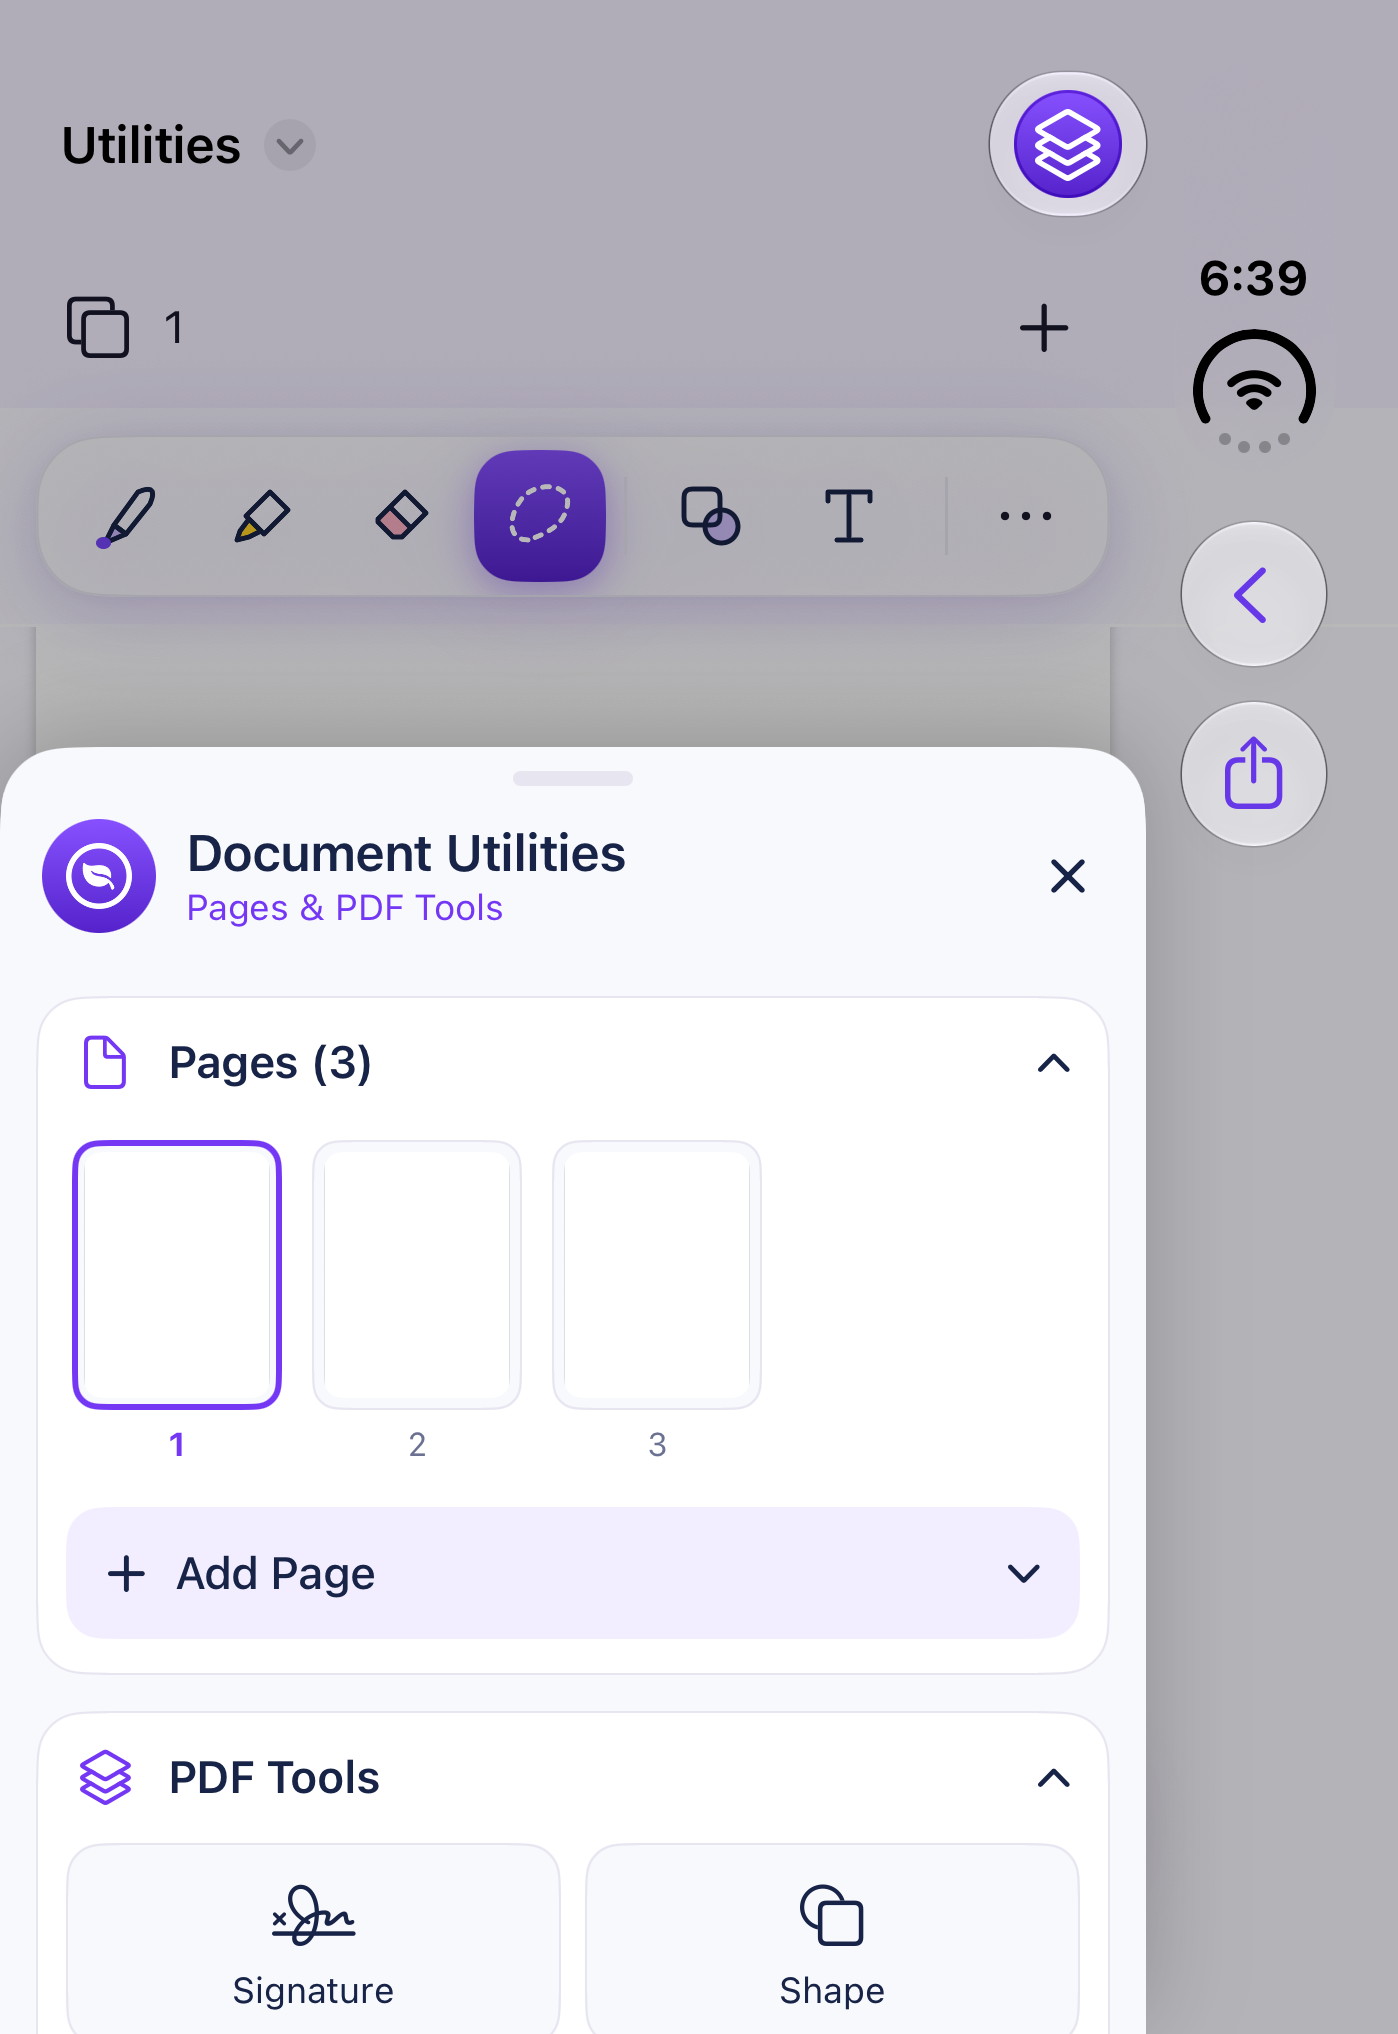 Utilities
6:39
1
Document Utilities
Pages & PDF Tools
Pages (3)
1
2
3
Add Page
PDF Tools
Signature
Shape